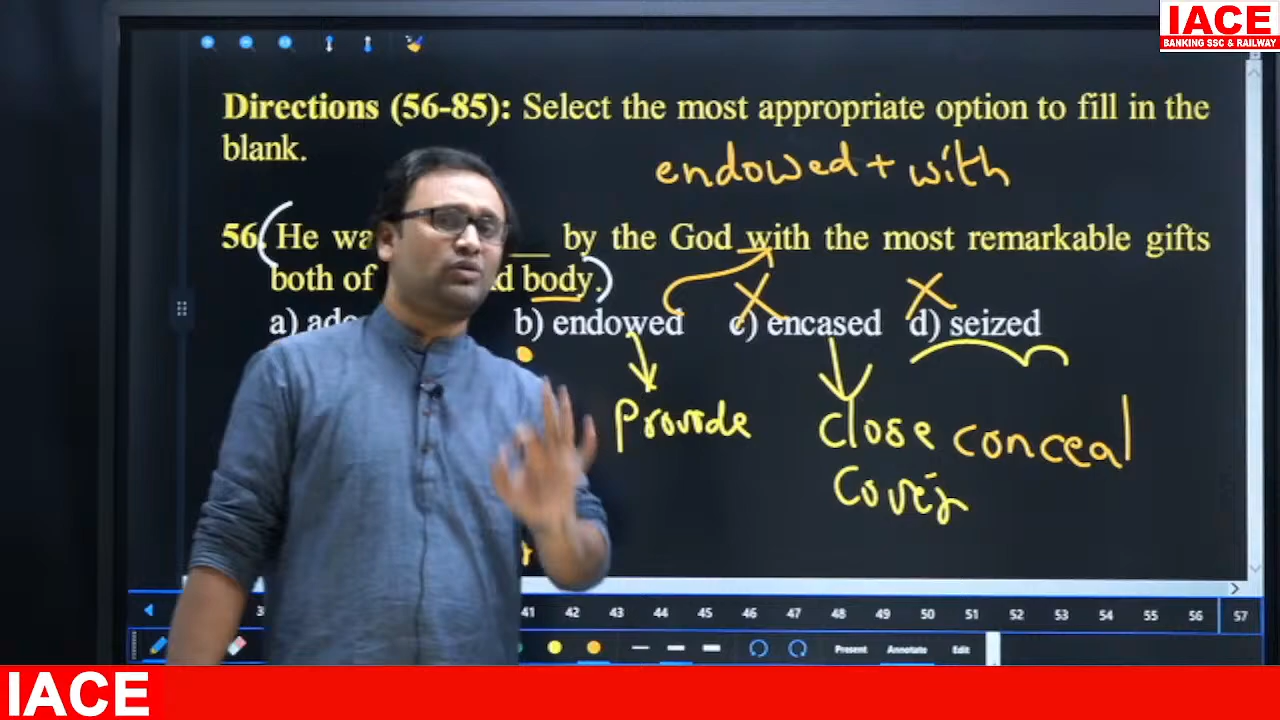 IACE
BANKING SSC & RAILWAY
Directions (56-85): Select the most appropriate option to fill in the
blank.
endowed + with
56. He by the God with the most remarkable gifts
both of body.)
a) b) endowed c) encased d) seized
Provide close conceal
Cover
41 42 43 44 45 46 47 48 49 50 51 52 53 54 55 56 57
Present Annotate Edit
IACE